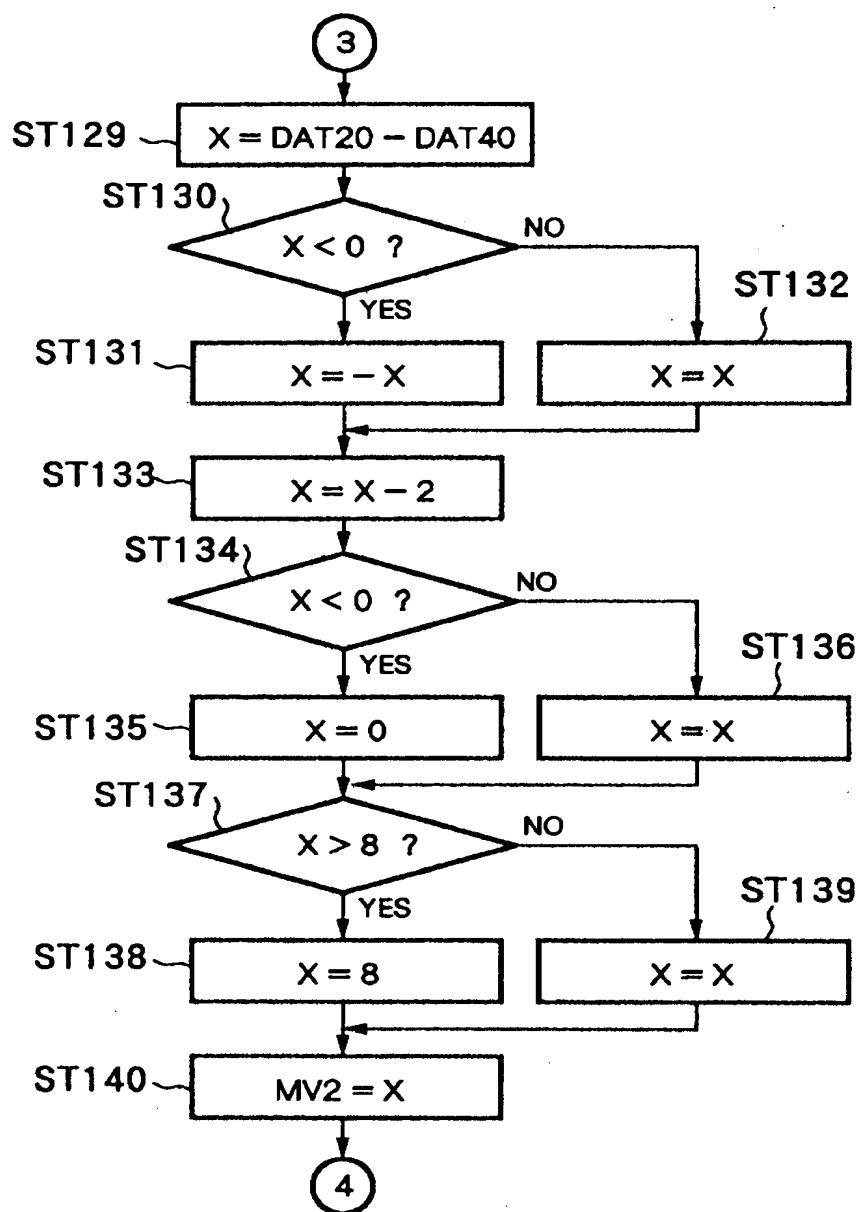 3
ST129
X = DAT20 – DAT40
ST130
X < 0 ?
NO
YES
ST132
ST131
X = – X
X = X
ST133
X = X – 2
ST134
X < 0 ?
NO
YES
ST136
ST135
X = 0
X = X
ST137
X > 8 ?
NO
YES
ST139
ST138
X = 8
X = X
ST140
MV2 = X
4